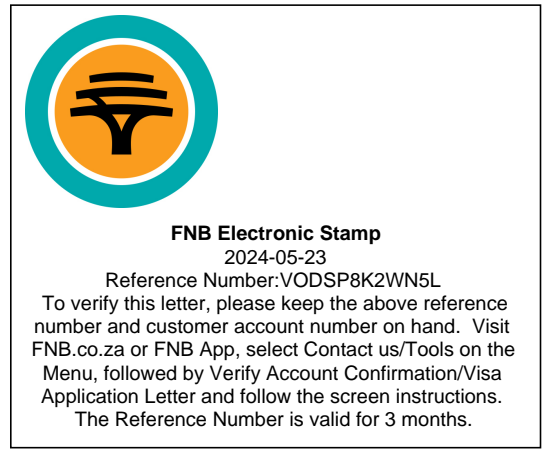 FNB Electronic Stamp
2024-05-23
Reference Number:VODSP8K2WN5L
To verify this letter, please keep the above reference
number and customer account number on hand.  Visit
FNB.co.za or FNB App, select Contact us/Tools on the
Menu, followed by Verify Account Confirmation/Visa
Application Letter and follow the screen instructions.
The Reference Number is valid for 3 months.